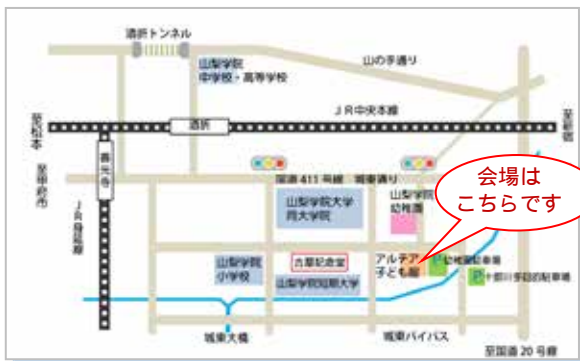 酒折トンネル
山梨学院
中学校・高等学校
山の手通り
JR中央本線
酒折
至松本
至新宿
至甲府市
善光寺
JR身延線
国道411号線 城東通り
山梨学院大学
同大学院
山梨学院
幼稚園
会場は
こちらです
山梨学院
小学校
古屋記念堂
山梨学院短期大学
アルテア
子ども館
P
幼稚園駐車場
P
十郎川多目的駐車場
城東大橋
城東バイパス
至国道20号線